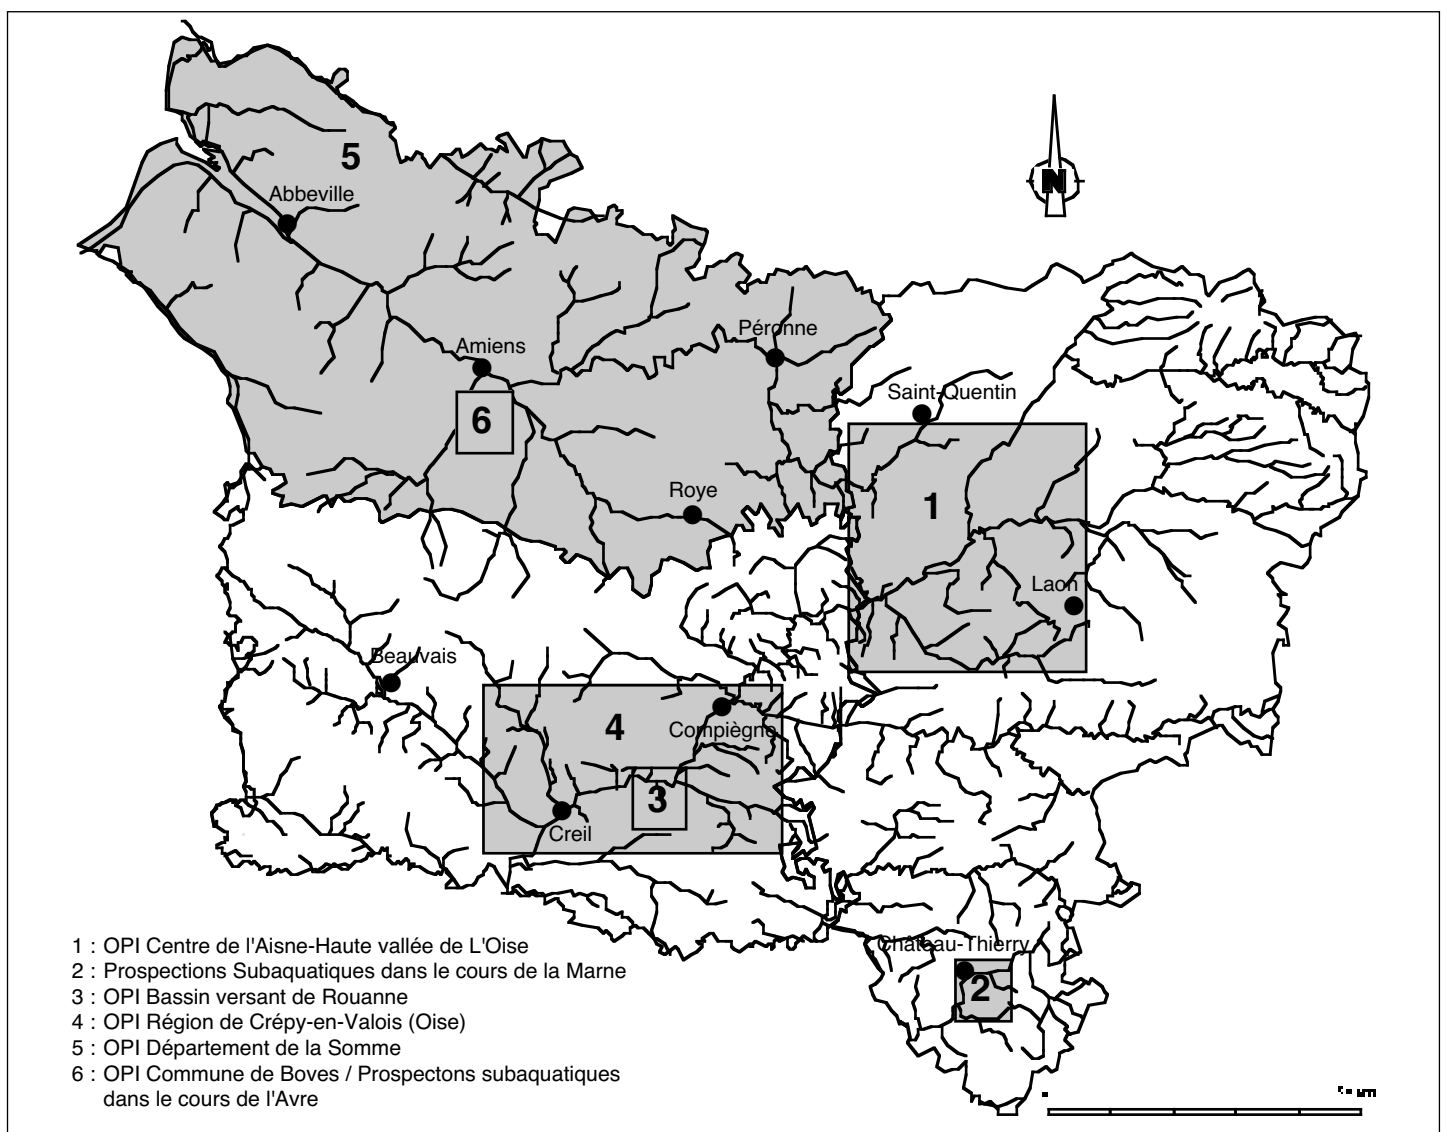 5
Abbeville
N
Péronne
Amiens
Saint-Quentin
6
Roye
1
Laon
Beauvais
4
Compiègne
3
Creil
Château-Thierry
2
1 : OPI Centre de l'Aisne-Haute vallée de L'Oise
2 : Prospections Subaquatiques dans le cours de la Marne
3 : OPI Bassin versant de Rouanne
4 : OPI Région de Crépy-en-Valois (Oise)
5 : OPI Département de la Somme
6 : OPI Commune de Boves / Prospectons subaquatiques
dans le cours de l'Avre